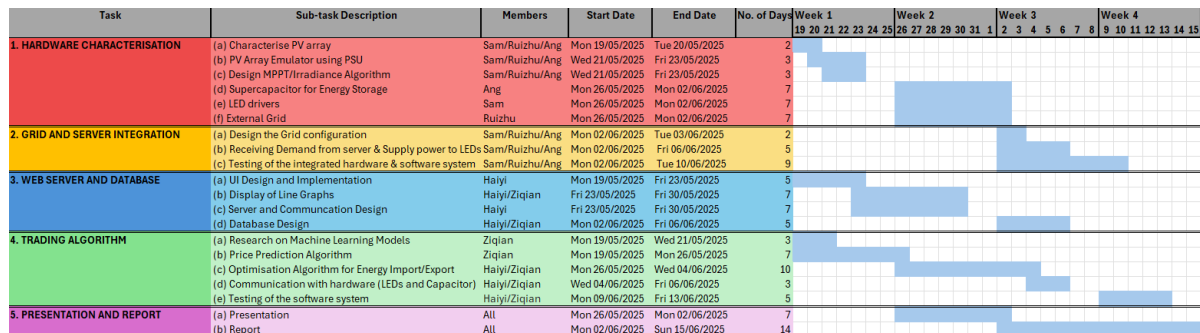 Task Sub-task Description Members Start Date End Date No. of Days Week 1 Week 2 Week 3 Week 4
19 20 21 22 23 24 25 26 27 28 29 30 31 1 2 3 4 5 6 7 8 9 10 11 12 13 14 15
1. HARDWARE CHARACTERISATION (a) Characterise PV array Sam/Ruizhu/Ang Mon 19/05/2025 Tue 20/05/2025 2
(b) PV Array Emulator using PSU Sam/Ruizhu/Ang Wed 21/05/2025 Fri 23/05/2025 3
(c) Design MPPT/Irradiance Algorithm Sam/Ruizhu/Ang Wed 21/05/2025 Fri 23/05/2025 3
(d) Supercapacitor for Energy Storage Ang Mon 26/05/2025 Mon 02/06/2025 7
(e) LED drivers Sam Mon 26/05/2025 Mon 02/06/2025 7
(f) External Grid Ruizhu Mon 26/05/2025 Mon 02/06/2025 7
2. GRID AND SERVER INTEGRATION (a) Design the Grid configuration Sam/Ruizhu/Ang Mon 02/06/2025 Tue 03/06/2025 2
(b) Receiving Demand from server & Supply power to LEDs Sam/Ruizhu/Ang Mon 02/06/2025 Fri 06/06/2025 5
(c) Testing of the integrated hardware & software system Sam/Ruizhu/Ang Mon 02/06/2025 Tue 10/06/2025 9
3. WEB SERVER AND DATABASE (a) UI Design and Implementation Haiyi Mon 19/05/2025 Fri 23/05/2025 5
(b) Display of Line Graphs Haiyi/Ziqian Fri 23/05/2025 Fri 30/05/2025 7
(c) Server and Communcation Design Haiyi Fri 23/05/2025 Fri 30/05/2025 7
(d) Database Design Haiyi/Ziqian Mon 02/06/2025 Fri 06/06/2025 5
4. TRADING ALGORITHM (a) Research on Machine Learning Models Ziqian Mon 19/05/2025 Wed 21/05/2025 3
(b) Price Prediction Algorithm Ziqian Mon 19/05/2025 Mon 26/05/2025 7
(c) Optimisation Algorithm for Energy Import/Export Haiyi/Ziqian Mon 26/05/2025 Wed 04/06/2025 10
(d) Communication with hardware (LEDs and Capacitor) Haiyi/Ziqian Wed 04/06/2025 Fri 06/06/2025 3
(e) Testing of the software system Haiyi/Ziqian Mon 09/06/2025 Fri 13/06/2025 5
5. PRESENTATION AND REPORT (a) Presentation All Mon 26/05/2025 Mon 02/06/2025 7
(b) Report All Mon 02/06/2025 Sun 15/06/2025 14